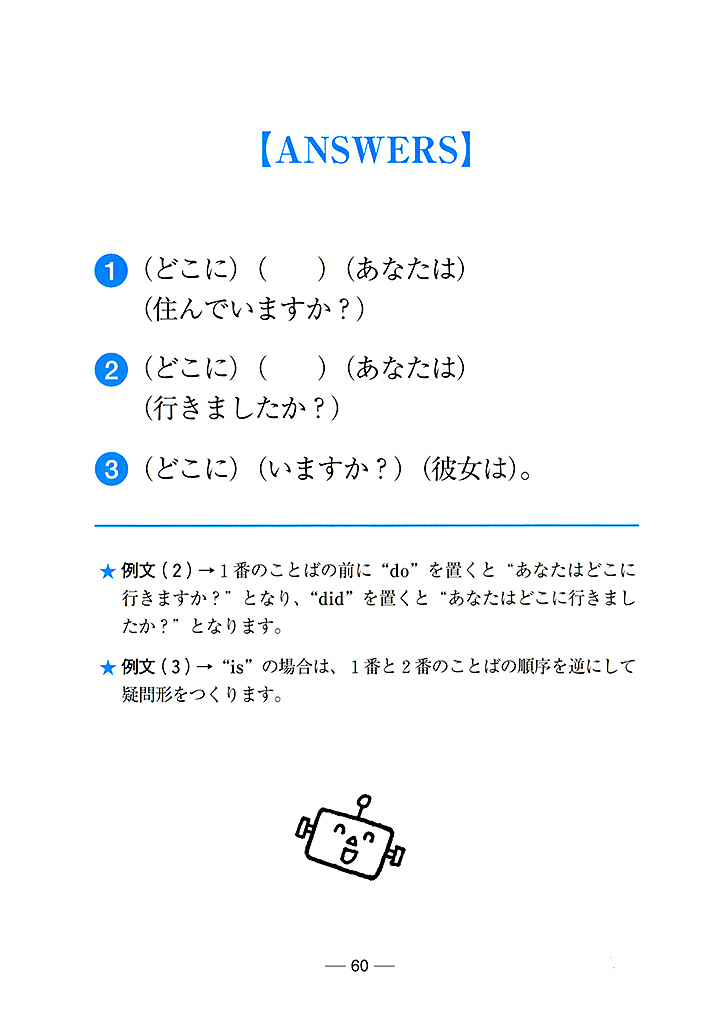 【ANSWERS】
1 （どこに）（　　）（あなたは）
（住んでいますか？）
2 （どこに）（　　）（あなたは）
（行きましたか？）
3 （どこに）（いますか？）（彼女は）。
★ 例文（2）→1番のことばの前に“do”を置くと“あなたはどこに
行きますか？”となり、“did”を置くと“あなたはどこに行きまし
たか？”となります。
★ 例文（3）→“is”の場合は、1番と2番のことばの順序を逆にして
疑問形をつくります。
— 60 —